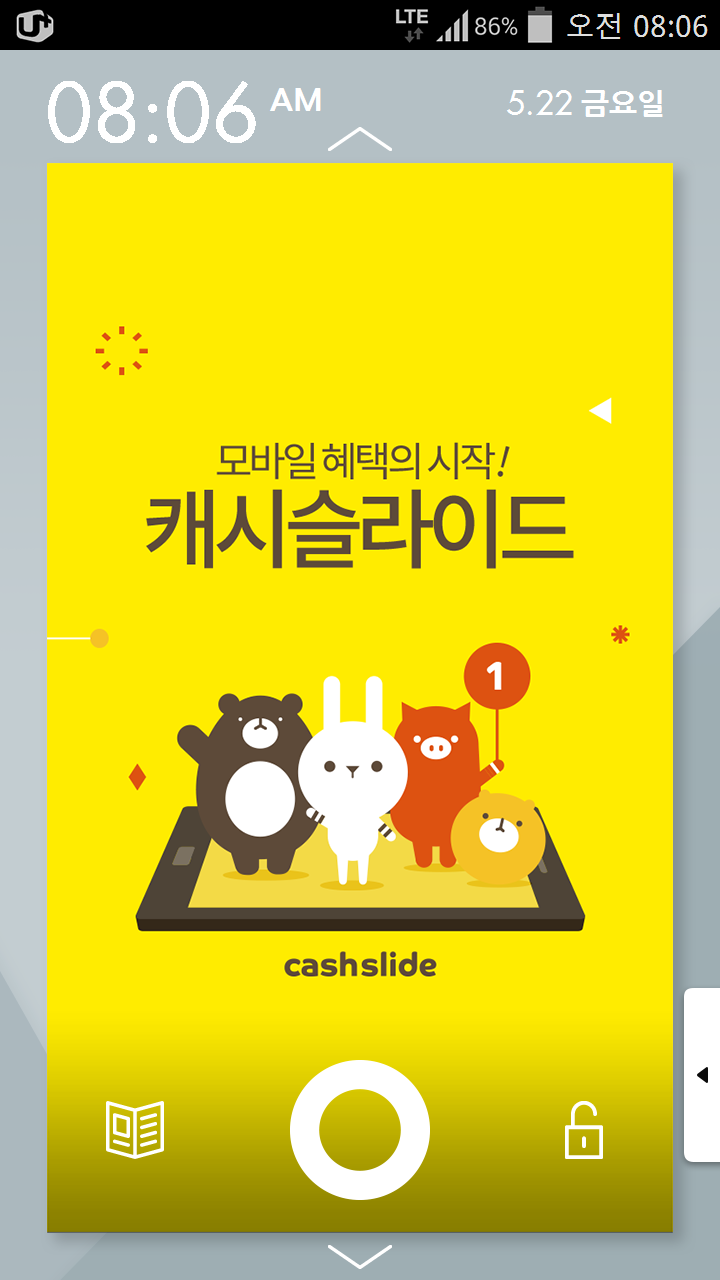 U+
LTE
86%
오전 08:06
08:06 AM
5.22 금요일
모바일 혜택의 시작!
캐시슬라이드
1
cashslide